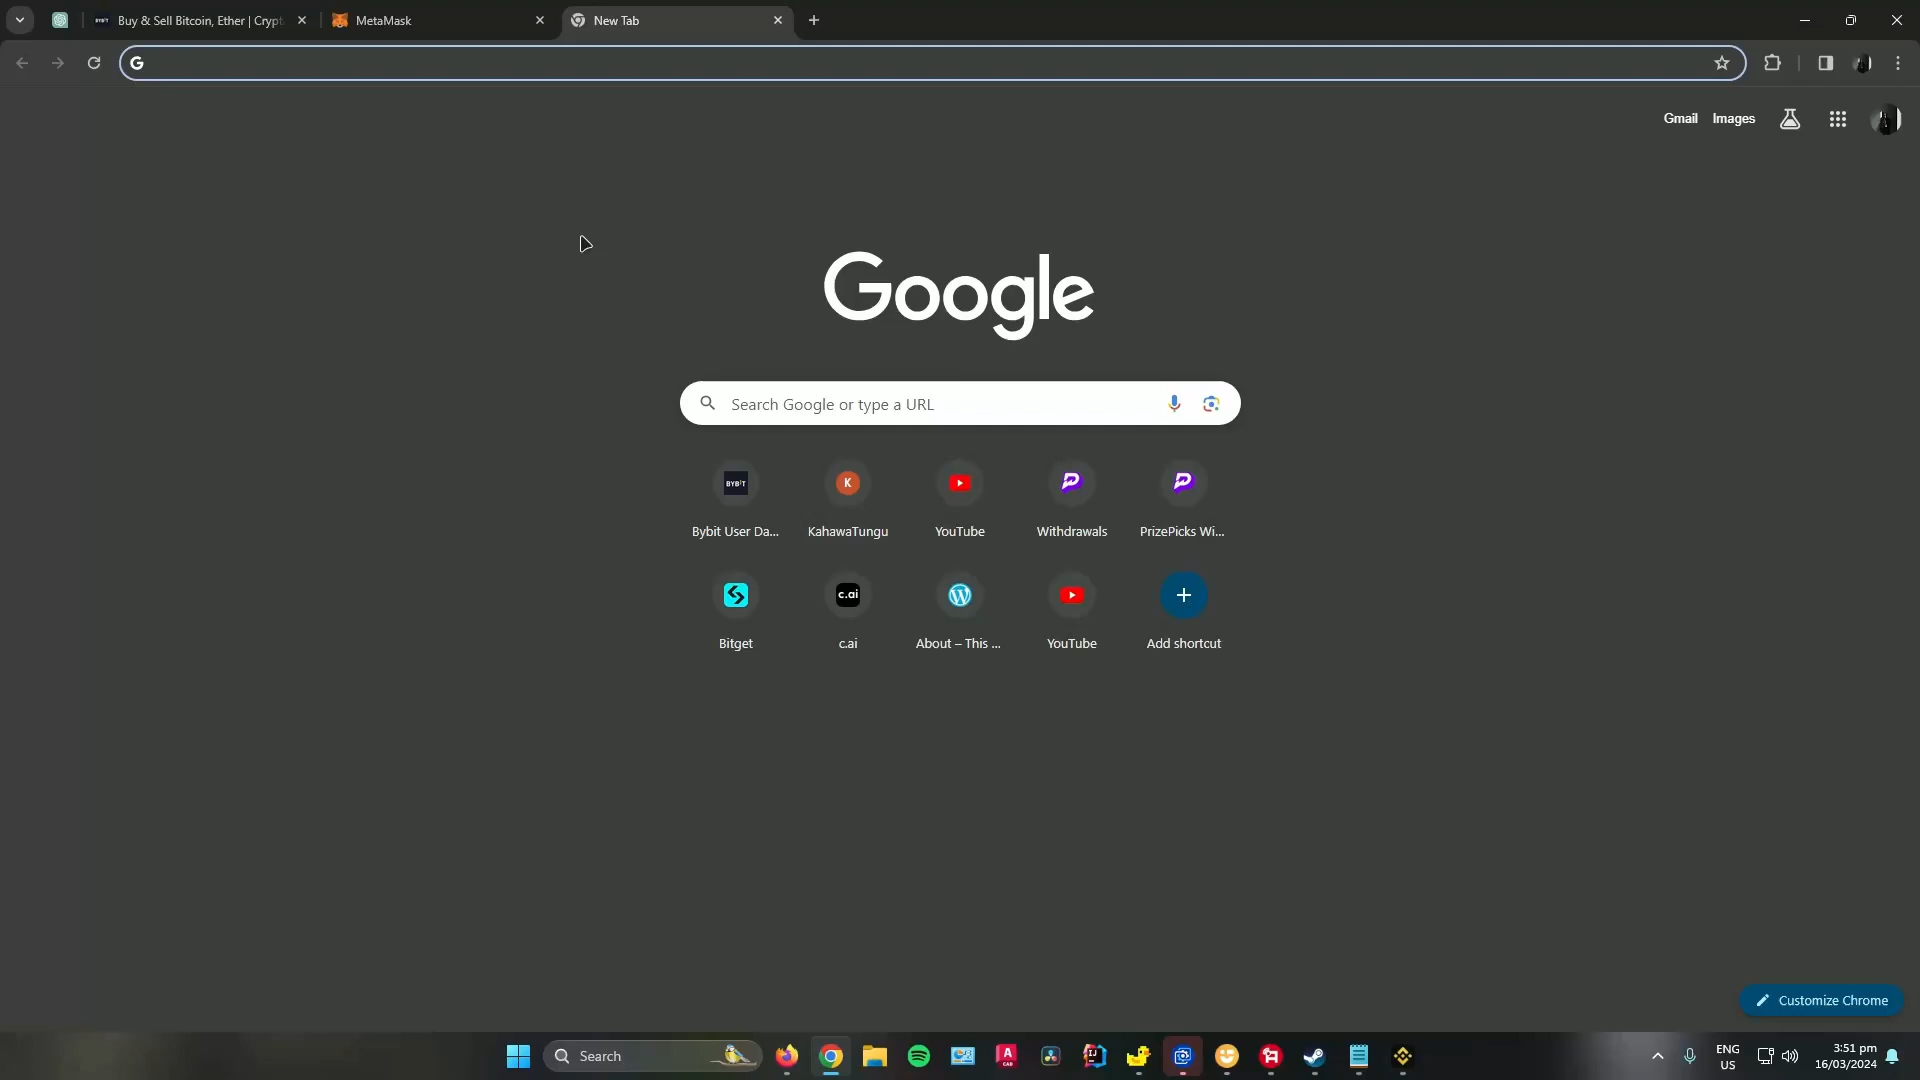 Buy & Sell Bitcoin, Ether | Crypt
MetaMask
New Tab
Gmail
Images
Google
Search Google or type a URL
BYBIT
K
Bybit User Da...
KahawaTungu
YouTube
Withdrawals
PrizePicks Wi...
c.ai
Bitget
c.ai
About – This ...
YouTube
Add shortcut
Customize Chrome
Search
ENG
US
3:51 pm
16/03/2024